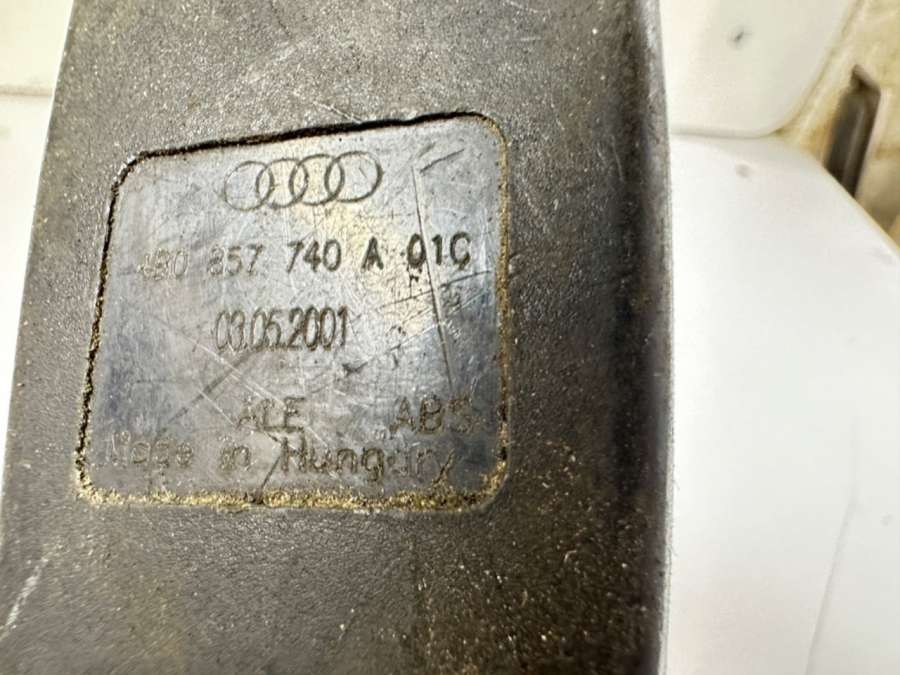 4B0 857 740 A 01C
03.05.2001
ALE ABS
Made in Hungary